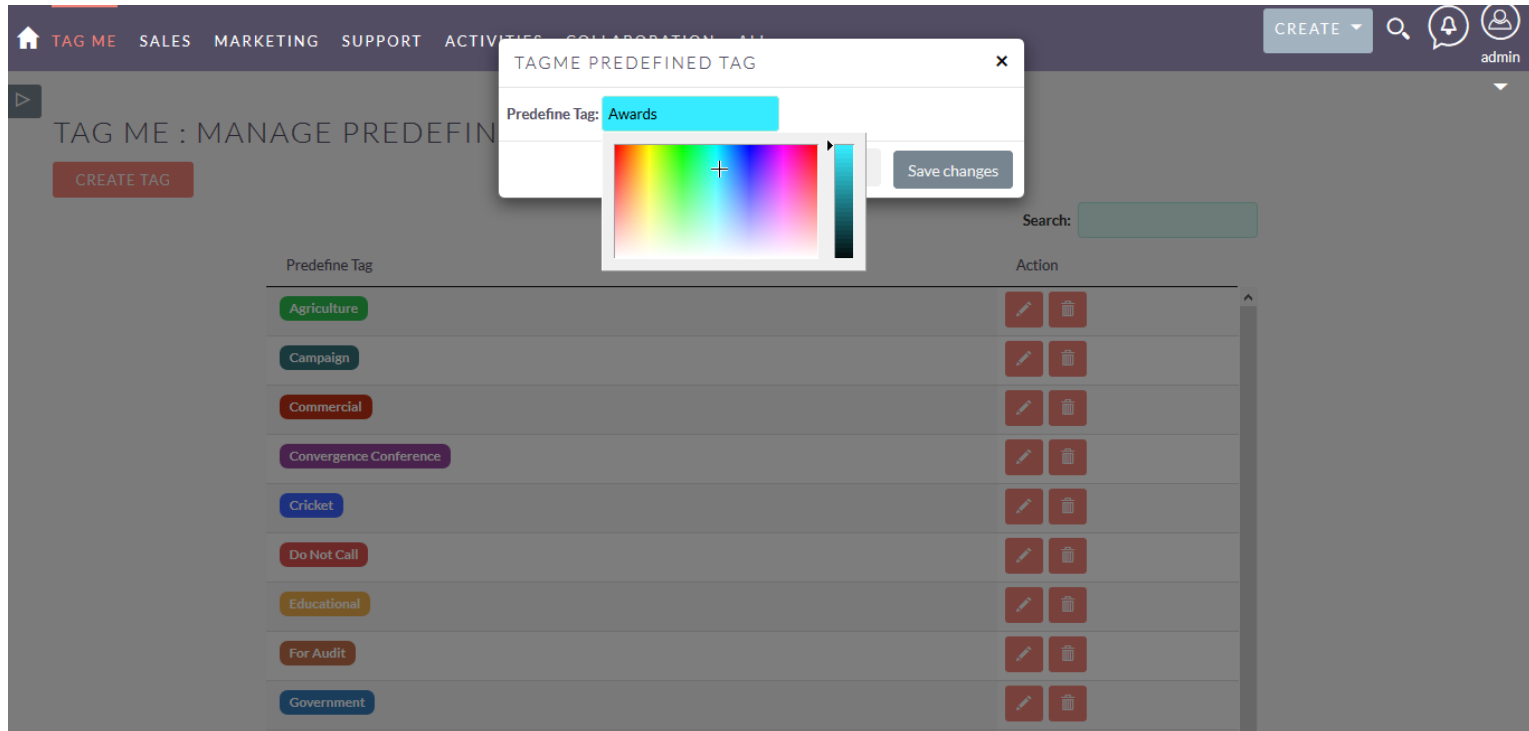 TAG ME SALES MARKETING SUPPORT CREATE
admin
TAGME PREDEFINED TAG ×
Predefine Tag: Awards
TAG ME : MANAGE PREDEFIN
CREATE TAG
Save changes
Search:
Predefine Tag Action
Agriculture
Campaign
Commercial
Convergence Conference
Cricket
Do Not Call
Educational
For Audit
Government